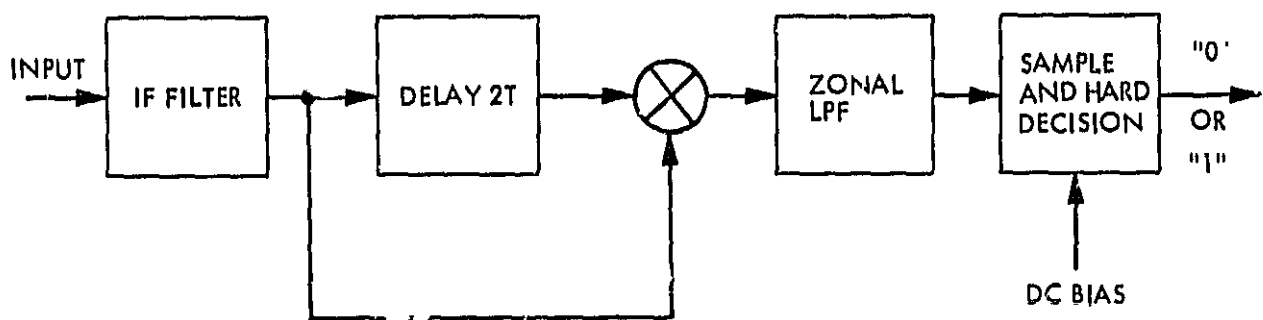 INPUT
IF FILTER
DELAY 2T
ZONAL
LPF
SAMPLE
AND HARD
DECISION
"0'
OR
"1"
DC BIAS